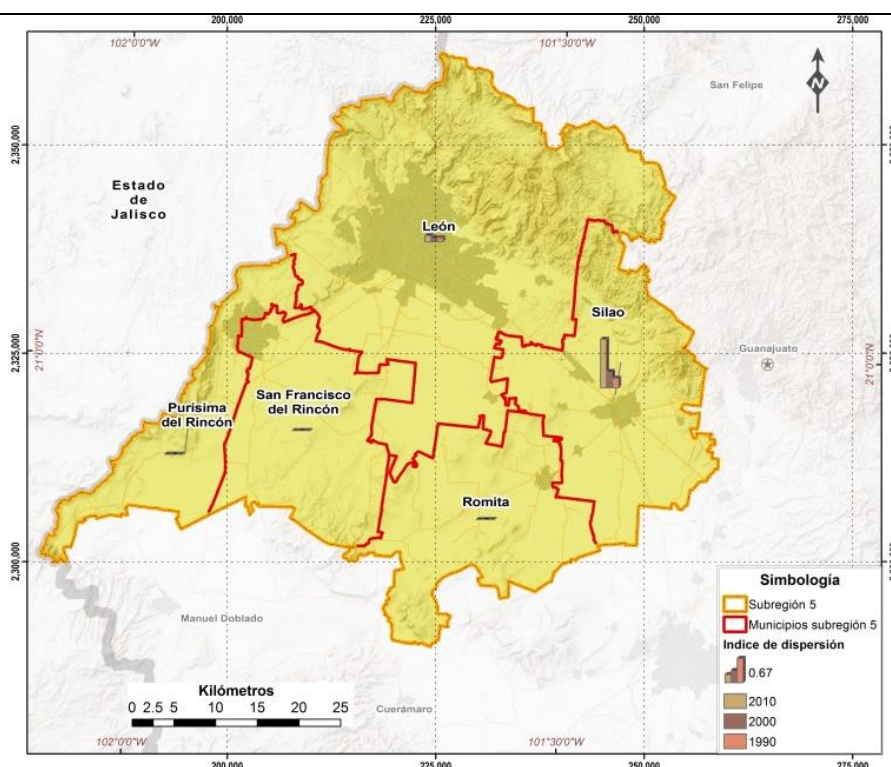 200,000
225,000
250,000
275,000
102°0'0"W
101°30'0"W
San Felipe
N
2,350,000
Estado
de
Jalisco
León
Silao
2,325,000
21°0'0"N
Guanajuato
21°0'0"N
San Francisco
del Rincón
Purísima
del Rincón
Romita
2,300,000
Manuel Doblado
Cuerámaro
Kilómetros
0 2.5 5 10 15 20 25
Simbología
Subregión 5
Municipios subregión 5
Indice de dispersión
0.67
2010
2000
1990
102°0'0"W
101°30'0"W
200,000
225,000
250,000
275,000